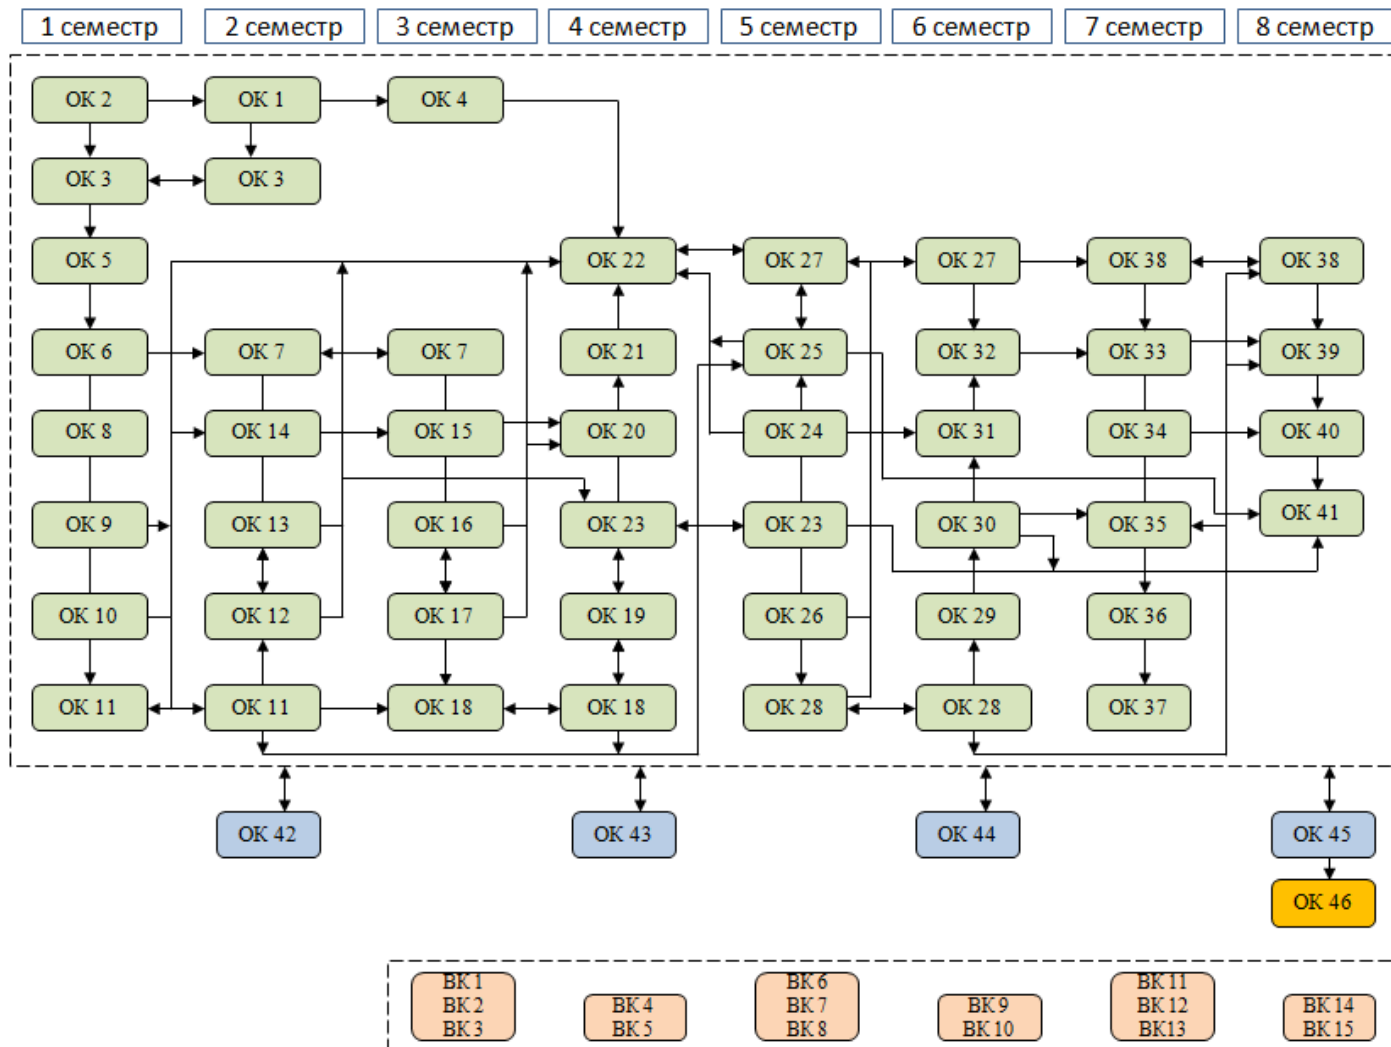 1 семестр 2 семестр 3 семестр 4 семестр 5 семестр 6 семестр 7 семестр 8 семестр
ОК 2 ОК 1 ОК 4
ОК 3 ОК 3
ОК 5 ОК 22 ОК 27 ОК 27 ОК 38 ОК 38
ОК 6 ОК 7 ОК 7 ОК 21 ОК 25 ОК 32 ОК 33 ОК 39
ОК 8 ОК 14 ОК 15 ОК 20 ОК 24 ОК 31 ОК 34 ОК 40
ОК 9 ОК 13 ОК 16 ОК 23 ОК 23 ОК 30 ОК 35 ОК 41
ОК 10 ОК 12 ОК 17 ОК 19 ОК 26 ОК 29 ОК 36
ОК 11 ОК 11 ОК 18 ОК 18 ОК 28 ОК 28 ОК 37
ОК 42 ОК 43 ОК 44 ОК 45
ОК 46
ВК 1 ВК 6 ВК 11
ВК 2 ВК 4 ВК 7 ВК 9 ВК 12 ВК 14
ВК 3 ВК 5 ВК 8 ВК 10 ВК13 ВК 15